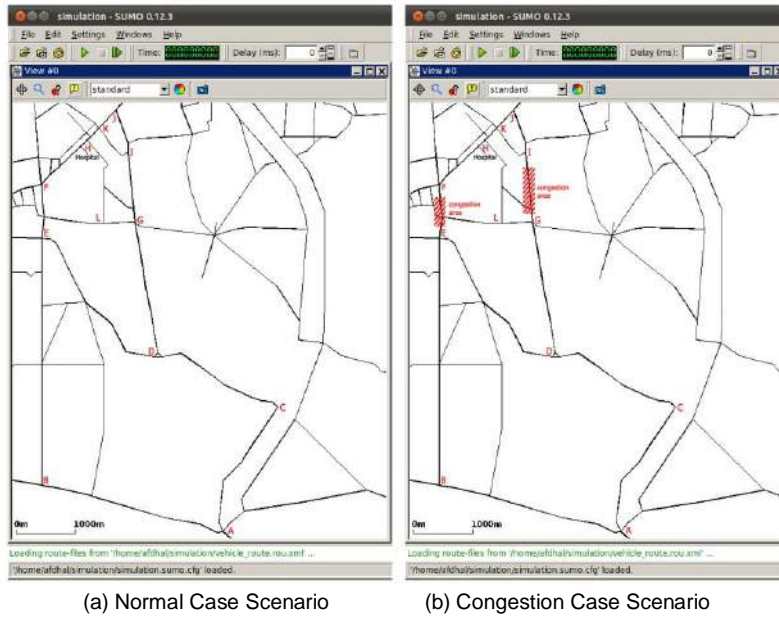 simulation - SUMO 0.12.3
File Edit Settings Windows Help
Time:
Delay (ms): 0
View #0
standard
J
K
H
Hospital
I
F
L
G
E
D
C
B
A
0m 1000m
Loading route-files from '/home/afdhal/simulation/vehicle_route.rou.xml' ...
'/home/afdhal/simulation/simulation.sumo.cfg' loaded.
(a) Normal Case Scenario
simulation - SUMO 0.12.3
File Edit Settings Windows Help
Time:
Delay (ms): 0
View #0
standard
J
K
H
Hospital
I
congestion
area
F
congestion
area
L
G
E
D
C
B
A
0m 1000m
Loading route-files from '/home/afdhal/simulation/vehicle_route.rou.xml' ...
'/home/afdhal/simulation/simulation.sumo.cfg' loaded.
(b) Congestion Case Scenario